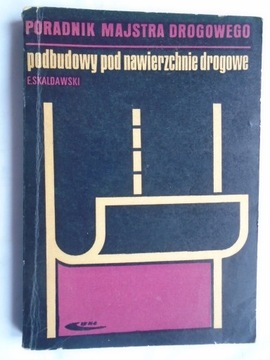 PORADNIK MAJSTRA DROGOWEGO
podbudowy pod nawierzchnie drogowe
E.SKALDAWSKI